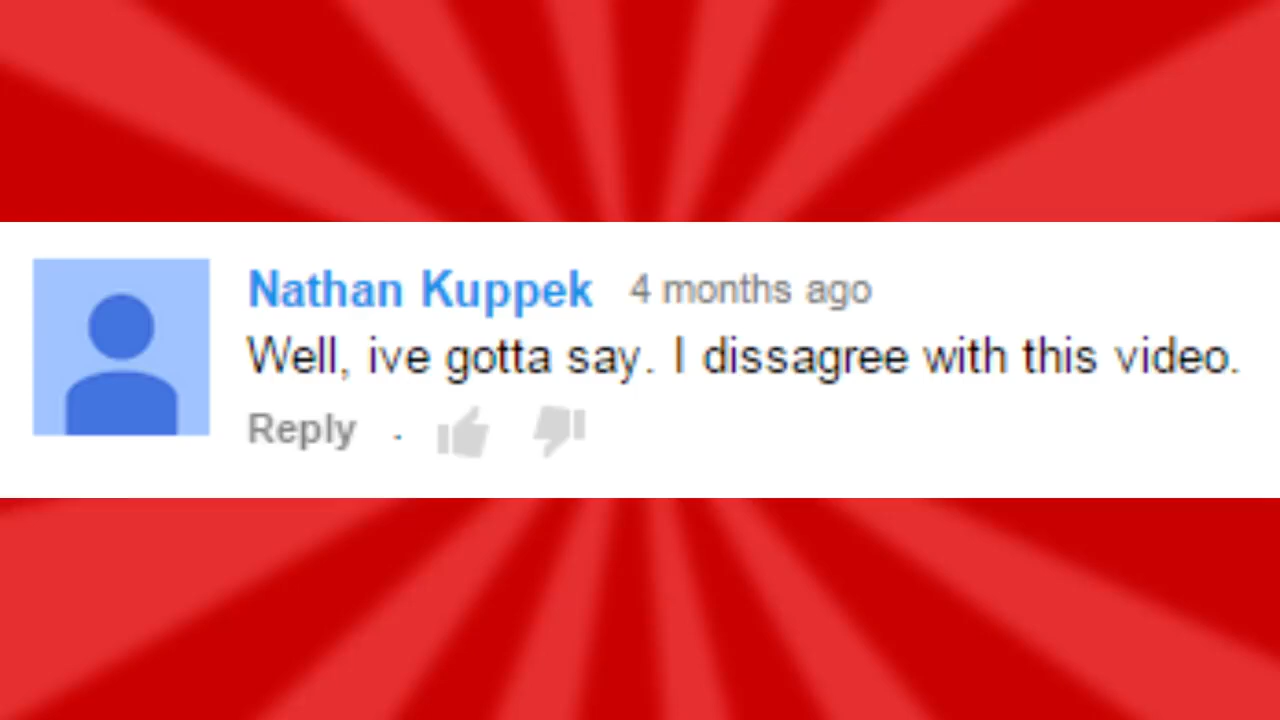 Nathan Kuppek 4 months ago
Well, ive gotta say. I dissagree with this video.
Reply .